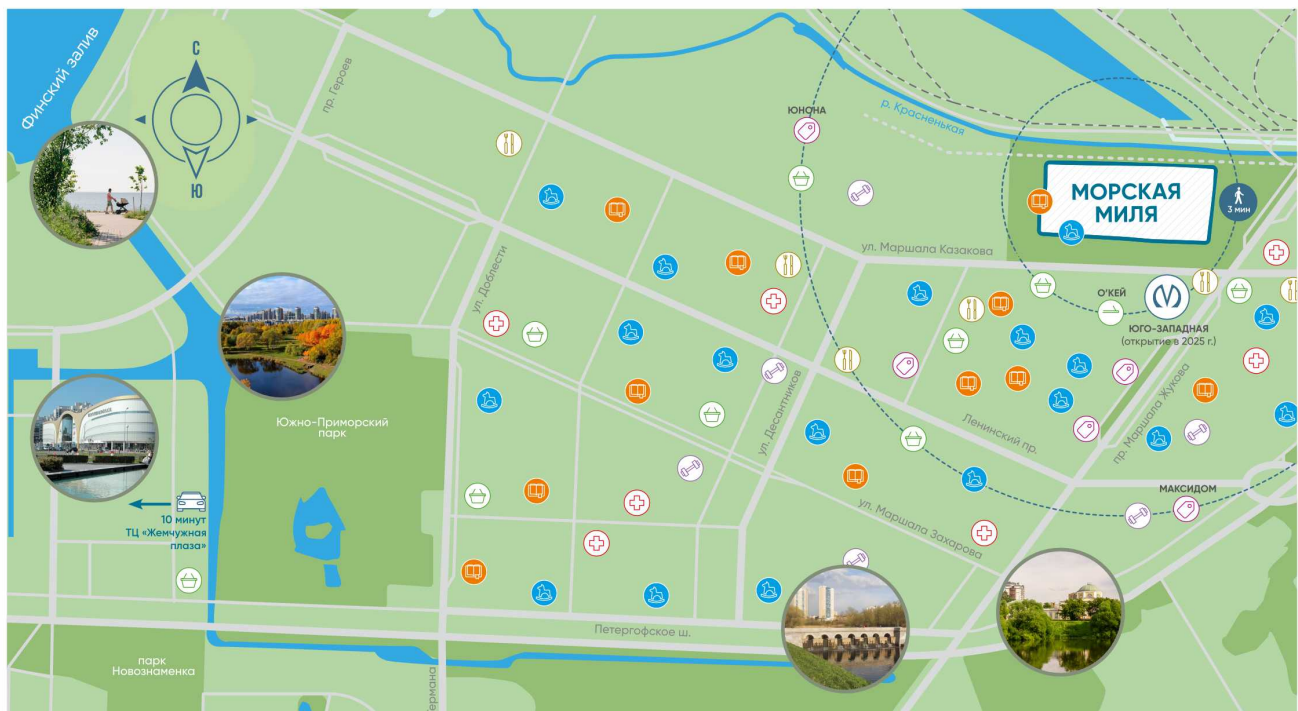 Финский залив
С
Ю
пр. Героев
ЮНОНА
р. Красненькая
МОРСКАЯ
МИЛЯ
3 мин
ул. Маршала Казакова
ул. Доблести
О'КЕЙ
ЮГО-ЗАПАДНАЯ
(открытие в 2025 г.)
Южно-Приморский
парк
ул. Десантников
Ленинский пр.
пр. Маршала Жукова
МАКСИДОМ
10 минут
ТЦ «Жемчужная
плаза»
ул. Маршала Захарова
Петергофское ш.
парк
Новознаменка